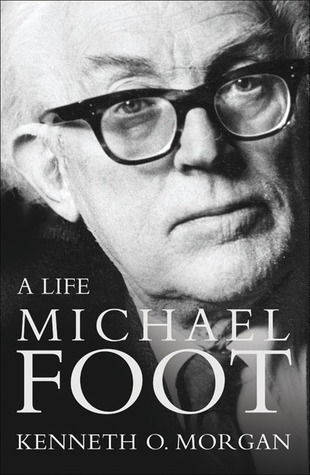 A LIFE
MICHAEL
FOOT
KENNETH O. MORGAN